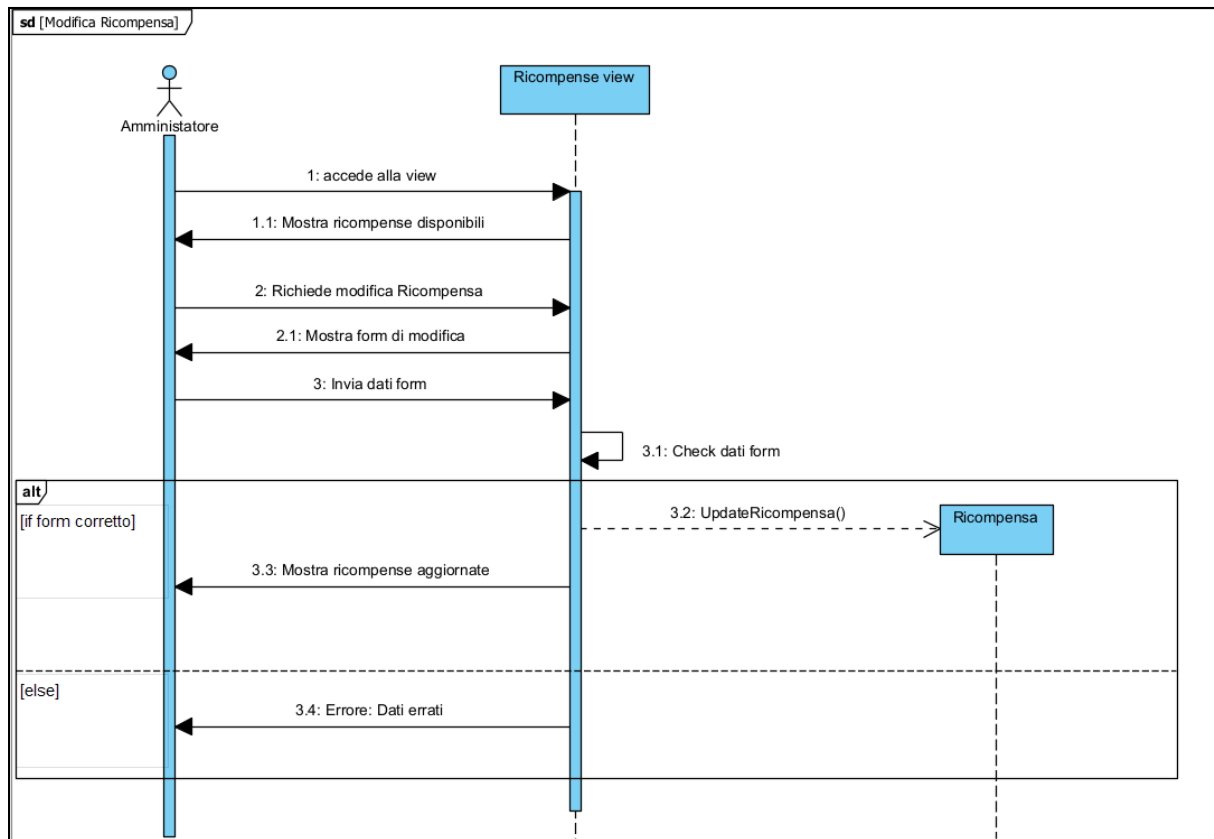 sd [Modifica Ricompensa]
Ricompense view
Amministatore
1: accede alla view
1.1: Mostra ricompense disponibili
2: Richiede modifica Ricompensa
2.1: Mostra form di modifica
3: Invia dati form
3.1: Check dati form
alt
[if form corretto]
3.2: UpdateRicompensa()
Ricompensa
3.3: Mostra ricompense aggiornate
[else]
3.4: Errore: Dati errati